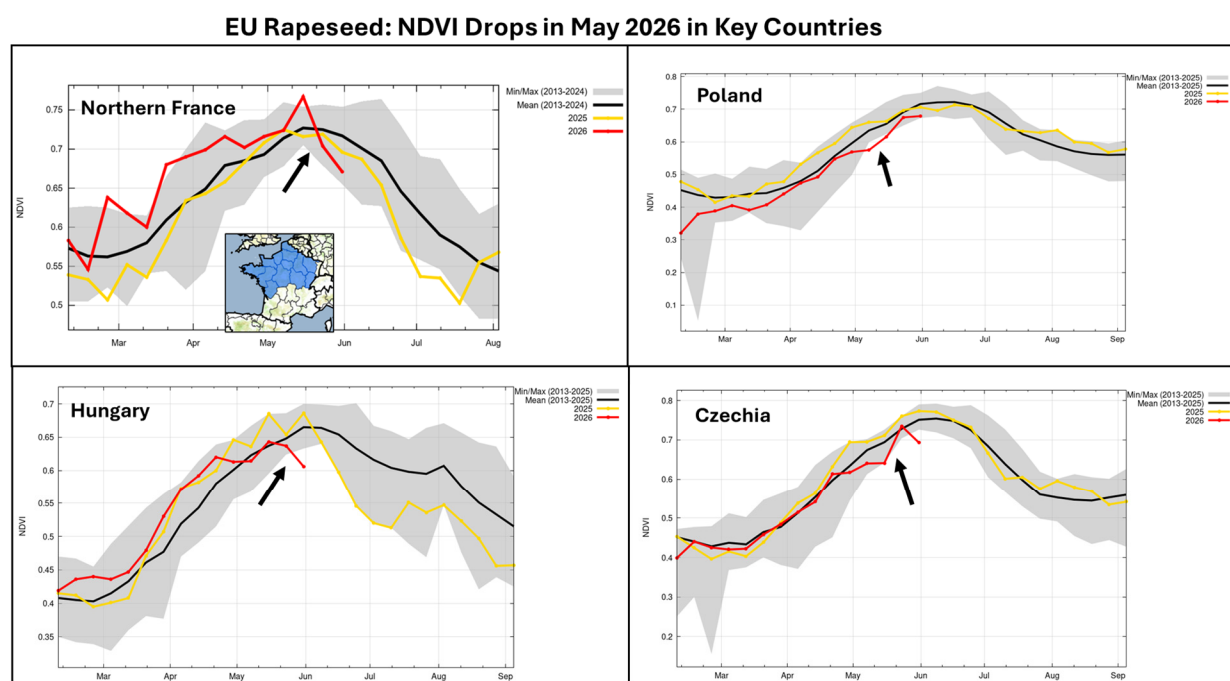 EU Rapeseed: NDVI Drops in May 2026 in Key Countries
Northern France
Min/Max (2013-2024)
Mean (2013-2024)
2025
2026
NDVI
0.75
0.7
0.65
0.6
0.55
0.5
Mar Apr May Jun Jul Aug
Poland
Min/Max (2013-2025)
Mean (2013-2025)
2025
2026
NDVI
0.8
0.7
0.6
0.5
0.4
0.3
0.2
0.1
Mar Apr May Jun Jul Aug Sep
Hungary
Min/Max (2013-2025)
Mean (2013-2025)
2025
2026
NDVI
0.7
0.65
0.6
0.55
0.5
0.45
0.4
0.35
Mar Apr May Jun Jul Aug Sep
Czechia
Min/Max (2013-2025)
Mean (2013-2025)
2025
2026
NDVI
0.8
0.7
0.6
0.5
0.4
0.3
0.2
Mar Apr May Jun Jul Aug Sep